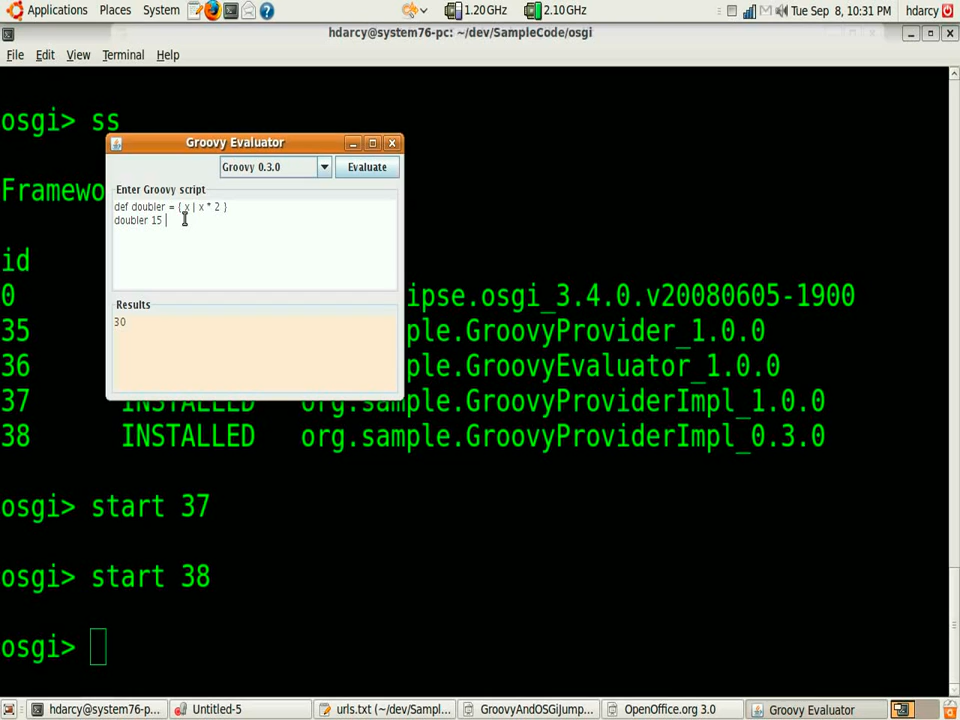 Applications Places System 1.20GHz 2.10 GHz Tue Sep 8, 10:31 AM hdarcy
hdarcy@system76-pc: ~/dev/SampleCode/osgi
File Edit View Terminal Help
osgi> ss
Groovy Evaluator
Groovy 0.3.0 Evaluate
Enter Groovy script
def doubler = { x | x * 2 }
doubler 15
Results
30
Framewo
id
0 ipse.osgi_3.4.0.v20080605-1900
35 ple.GroovyProvider_1.0.0
36 ple.GroovyEvaluator_1.0.0
37 INSTALLED org.sample.GroovyProviderImpl_1.0.0
38 INSTALLED org.sample.GroovyProviderImpl_0.3.0
osgi> start 37
osgi> start 38
osgi>
hdarcy@system76-p... Untitled-5 urls.txt (~/dev/Sampl... GroovyAndOSGiJump... OpenOffice.org 3.0 Groovy Evaluator